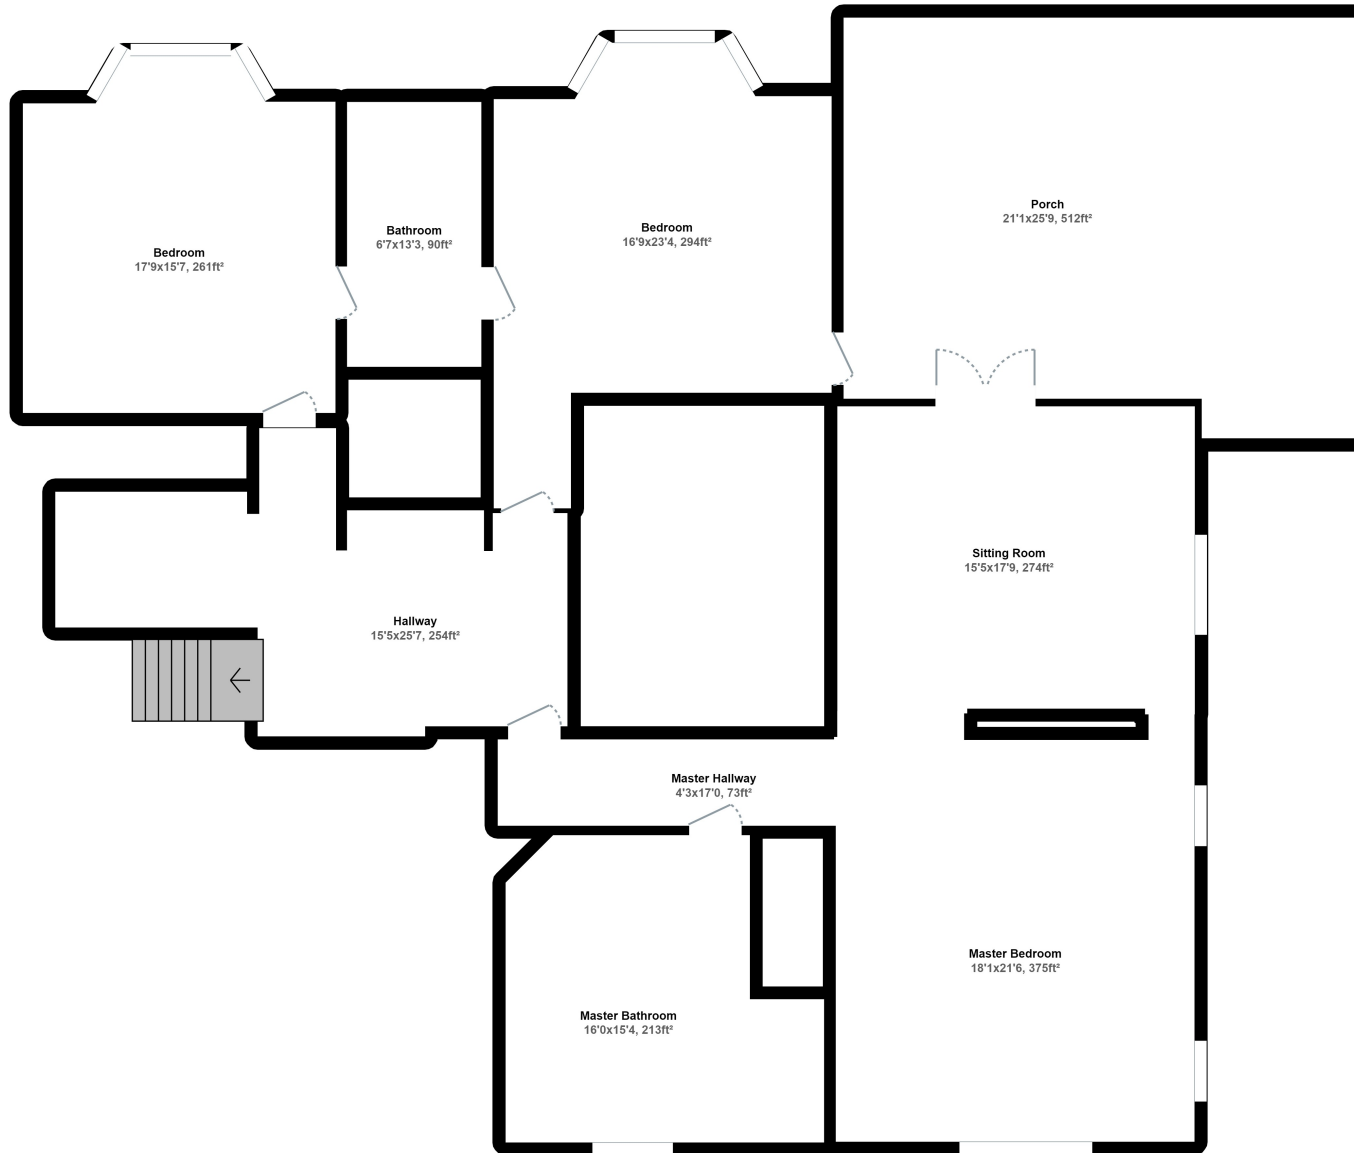 Porch
21'1x25'9, 512ft²
Bedroom
16'9x23'4, 294ft²
Bathroom
6'7x13'3, 90ft²
Bedroom
17'9x15'7, 261ft²
Sitting Room
15'5x17'9, 274ft²
Hallway
15'5x25'7, 254ft²
Master Hallway
4'3x17'0, 73ft²
Master Bedroom
18'1x21'6, 375ft²
Master Bathroom
16'0x15'4, 213ft²